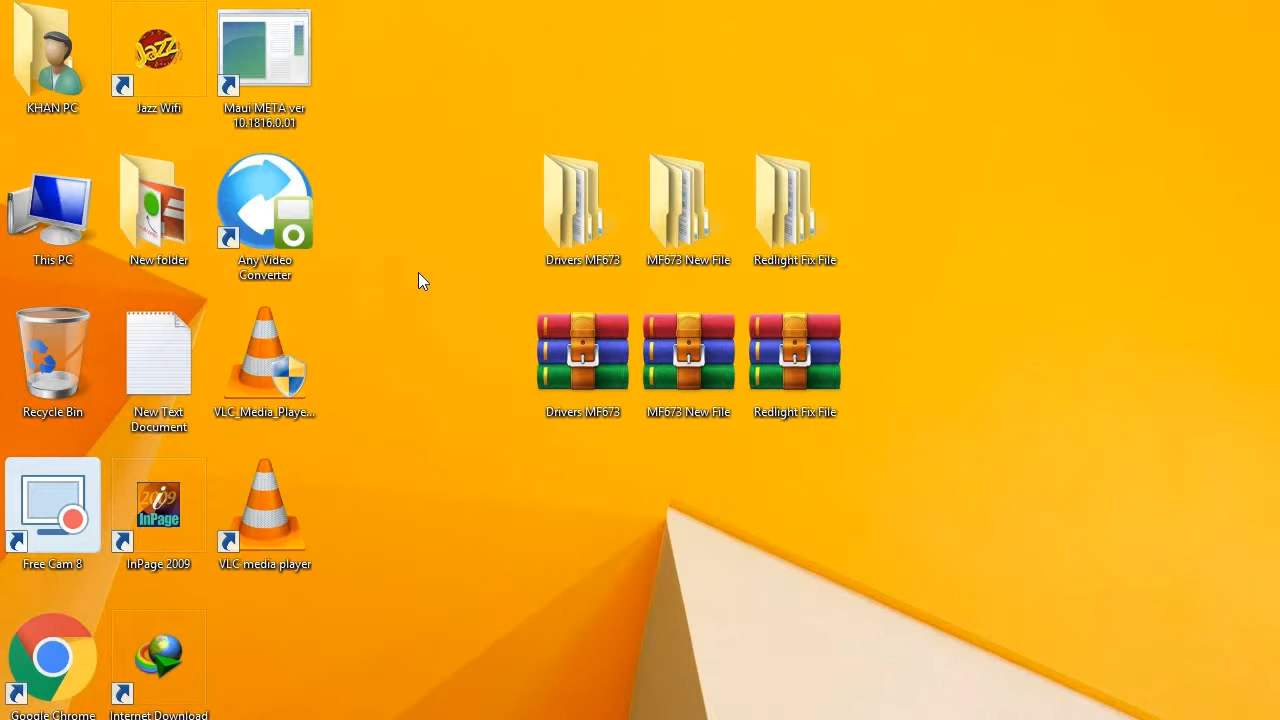 KHAN PC
Jazz
Jazz Wifi
Maui META ver
10.1816.0.01
This PC
New folder
Any Video
Converter
Drivers MF673
MF673 New File
Redlight Fix File
Recycle Bin
New Text
Document
VLC_Media_Playe...
Drivers MF673
MF673 New File
Redlight Fix File
Free Cam 8
2009
InPage
InPage 2009
VLC media player
Google Chrome
Internet Download